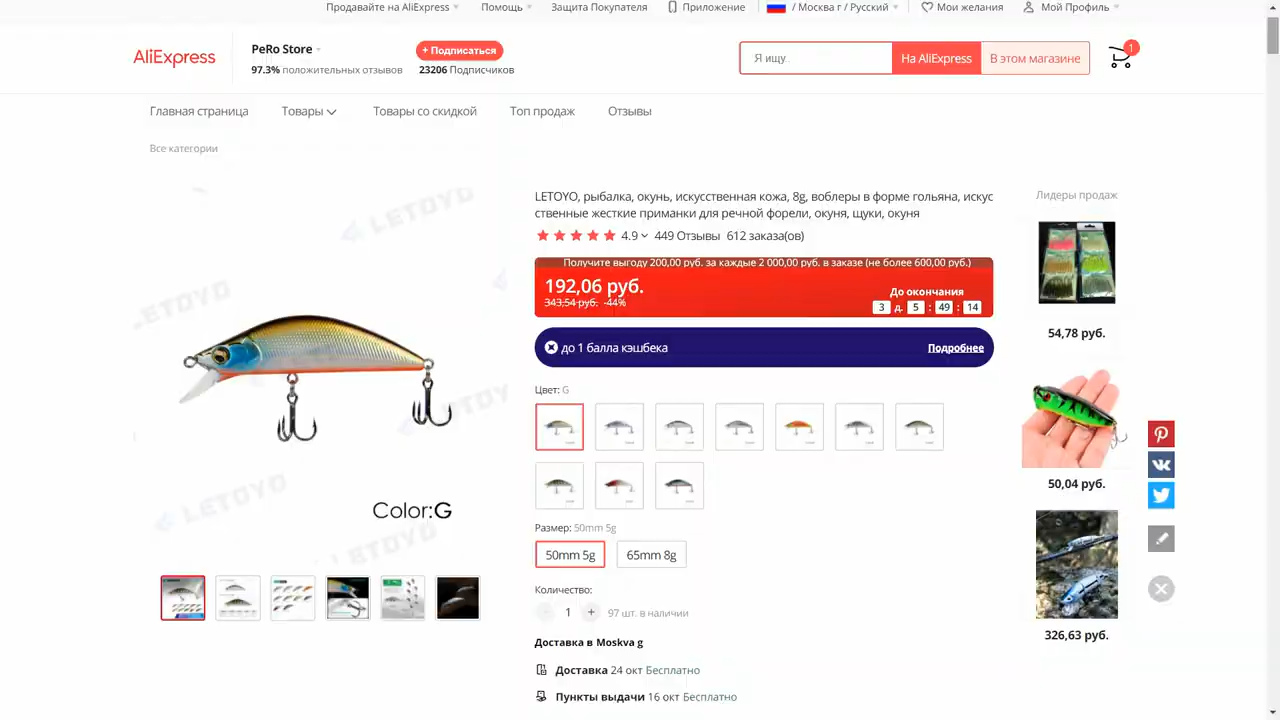 Продавайте на AliExpress
Помощь
Защита Покупателя
Приложение
/ Москва г / Русский
Мои желания
Мой Профиль
AliExpress
PeRo Store
97.3% положительных отзывов
+ Подписаться
23206 Подписчиков
Я ищу..
На AliExpress
В этом магазине
1
Главная страница
Товары
Товары со скидкой
Топ продаж
Отзывы
Все категории
LETOYO
LETOYO
LETOYO
LETOYO
Color:G
LETOYO, рыбалка, окунь, искусственная кожа, 8g, воблеры в форме гольяна, искус
ственные жесткие приманки для речной форели, окуня, щуки, окуня
4.9
449 Отзывы
612 заказа(ов)
Получите выгоду 200,00 руб. за каждые 2 000,00 руб. в заказе (не более 600,00 руб.)
192,06 руб.
343,54 руб. -44%
До окончания
3 д. 5 : 49 : 14
до 1 балла кэшбека
Подробнее
Цвет: G
Размер: 50mm 5g
50mm 5g
65mm 8g
Количество:
1 +
97 шт. в наличии
Доставка в Moskva g
Доставка 24 окт Бесплатно
Пункты выдачи 16 окт Бесплатно
Лидеры продаж
54,78 руб.
50,04 руб.
326,63 руб.